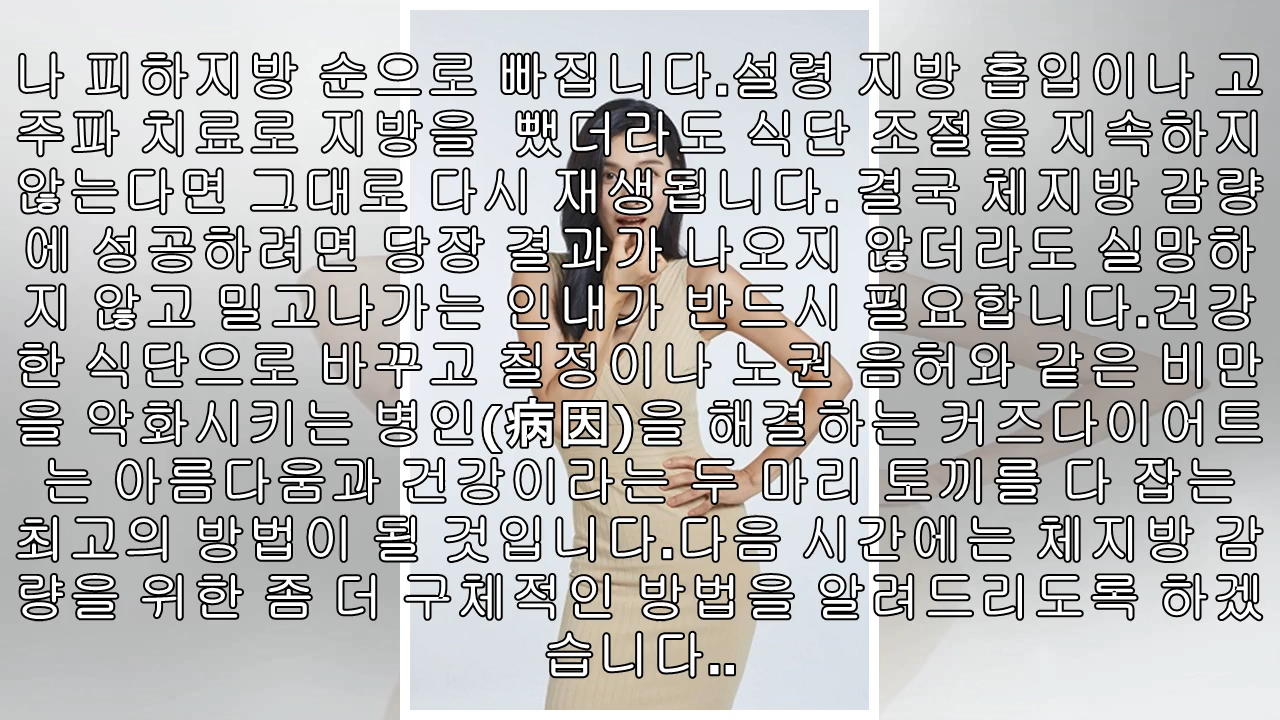 나 피하지방 순으로 빠집니다.설령 지방 흡입이나 고
주파 치료로 지방을 뺐더라도 식단 조절을 지속하지
않는다면 그대로 다시 재생됩니다. 결국 체지방 감량
에 성공하려면 당장 결과가 나오지 않더라도 실망하
지 않고 밀고나가는 인내가 반드시 필요합니다.건강
한 식단으로 바꾸고 칠정이나 노권 음허와 같은 비만
을 악화시키는 병인(病因)을 해결하는 커즈다이어트
는 아름다움과 건강이라는 두 마리 토끼를 다 잡는
최고의 방법이 될 것입니다.다음 시간에는 체지방 감
량을 위한 좀 더 구체적인 방법을 알려드리도록 하겠
습니다..